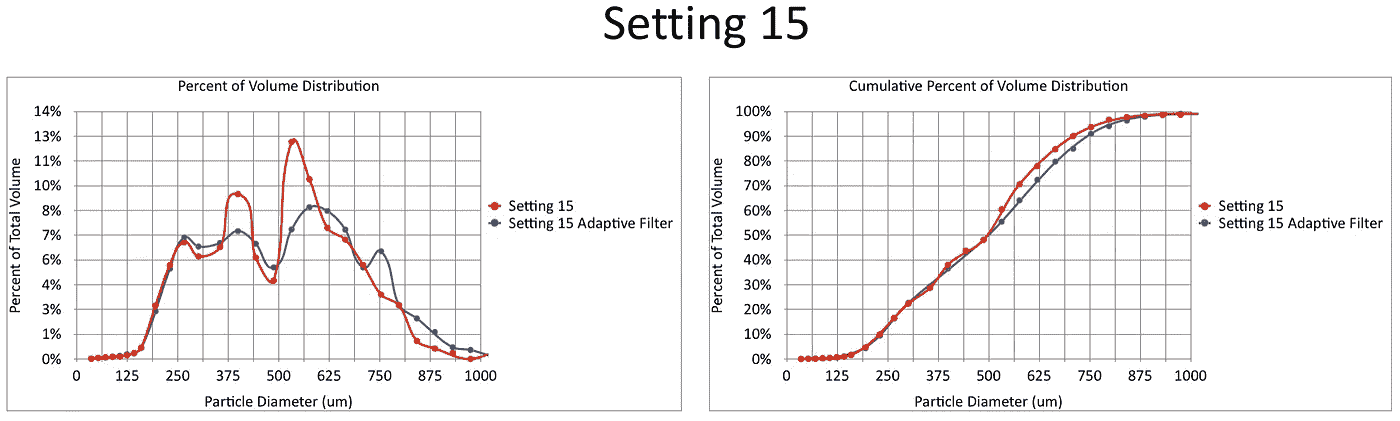 Setting 15
Percent of Volume Distribution
14%
13%
11%
10%
8%
7%
6%
4%
3%
1%
0%
0 125 250 375 500 625 750 875 1000
Percent of Total Volume
Particle Diameter (um)
Setting 15
Setting 15 Adaptive Filter
Cumulative Percent of Volume Distribution
100%
90%
80%
70%
60%
50%
40%
30%
20%
10%
0%
0 125 250 375 500 625 750 875 1000
Percent of Total Volume
Particle Diameter (um)
Setting 15
Setting 15 Adaptive Filter